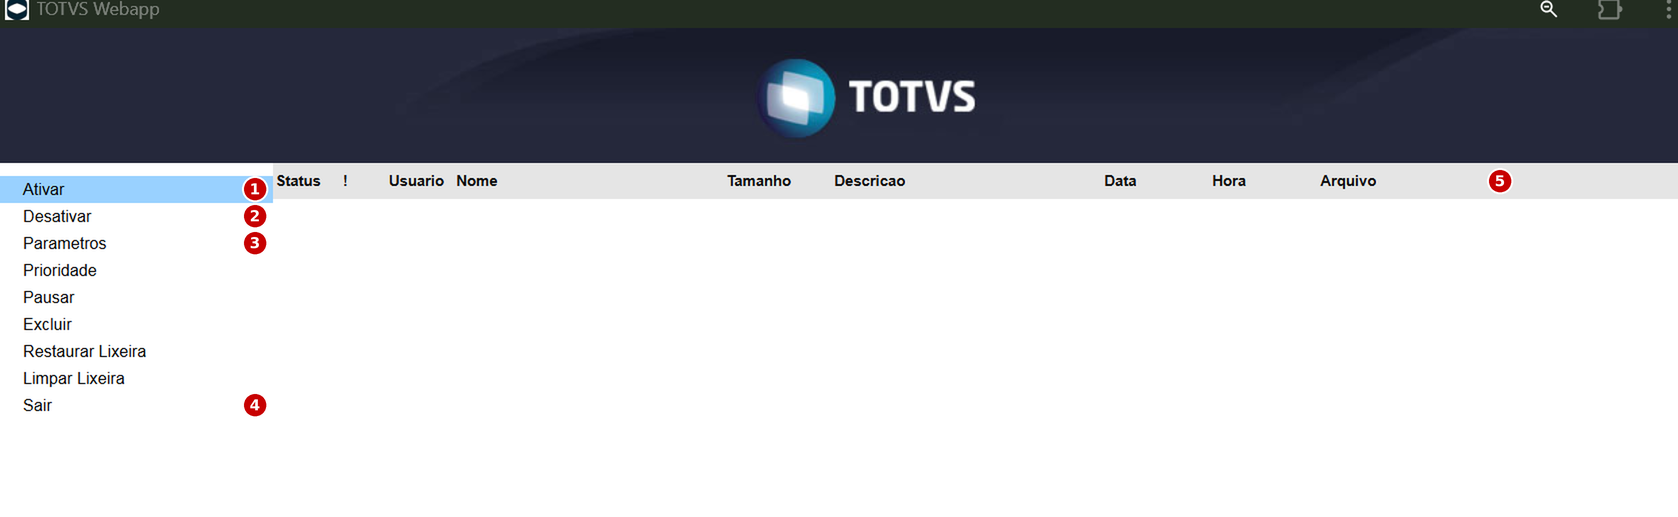 TOTVS Webapp
TOTVS
Status ! Usuario Nome Tamanho Descricao Data Hora Arquivo 5
Ativar 1
Desativar 2
Parametros 3
Prioridade
Pausar
Excluir
Restaurar Lixeira
Limpar Lixeira
Sair 4